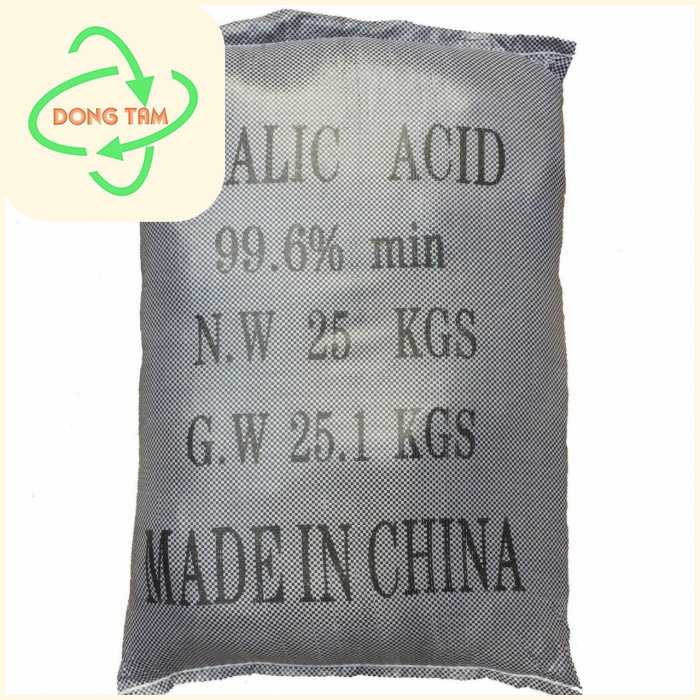 DONG TAM
ALIC ACID
99.6% min
N.W 25 KGS
G.W 25.1 KGS
MADE IN CHINA